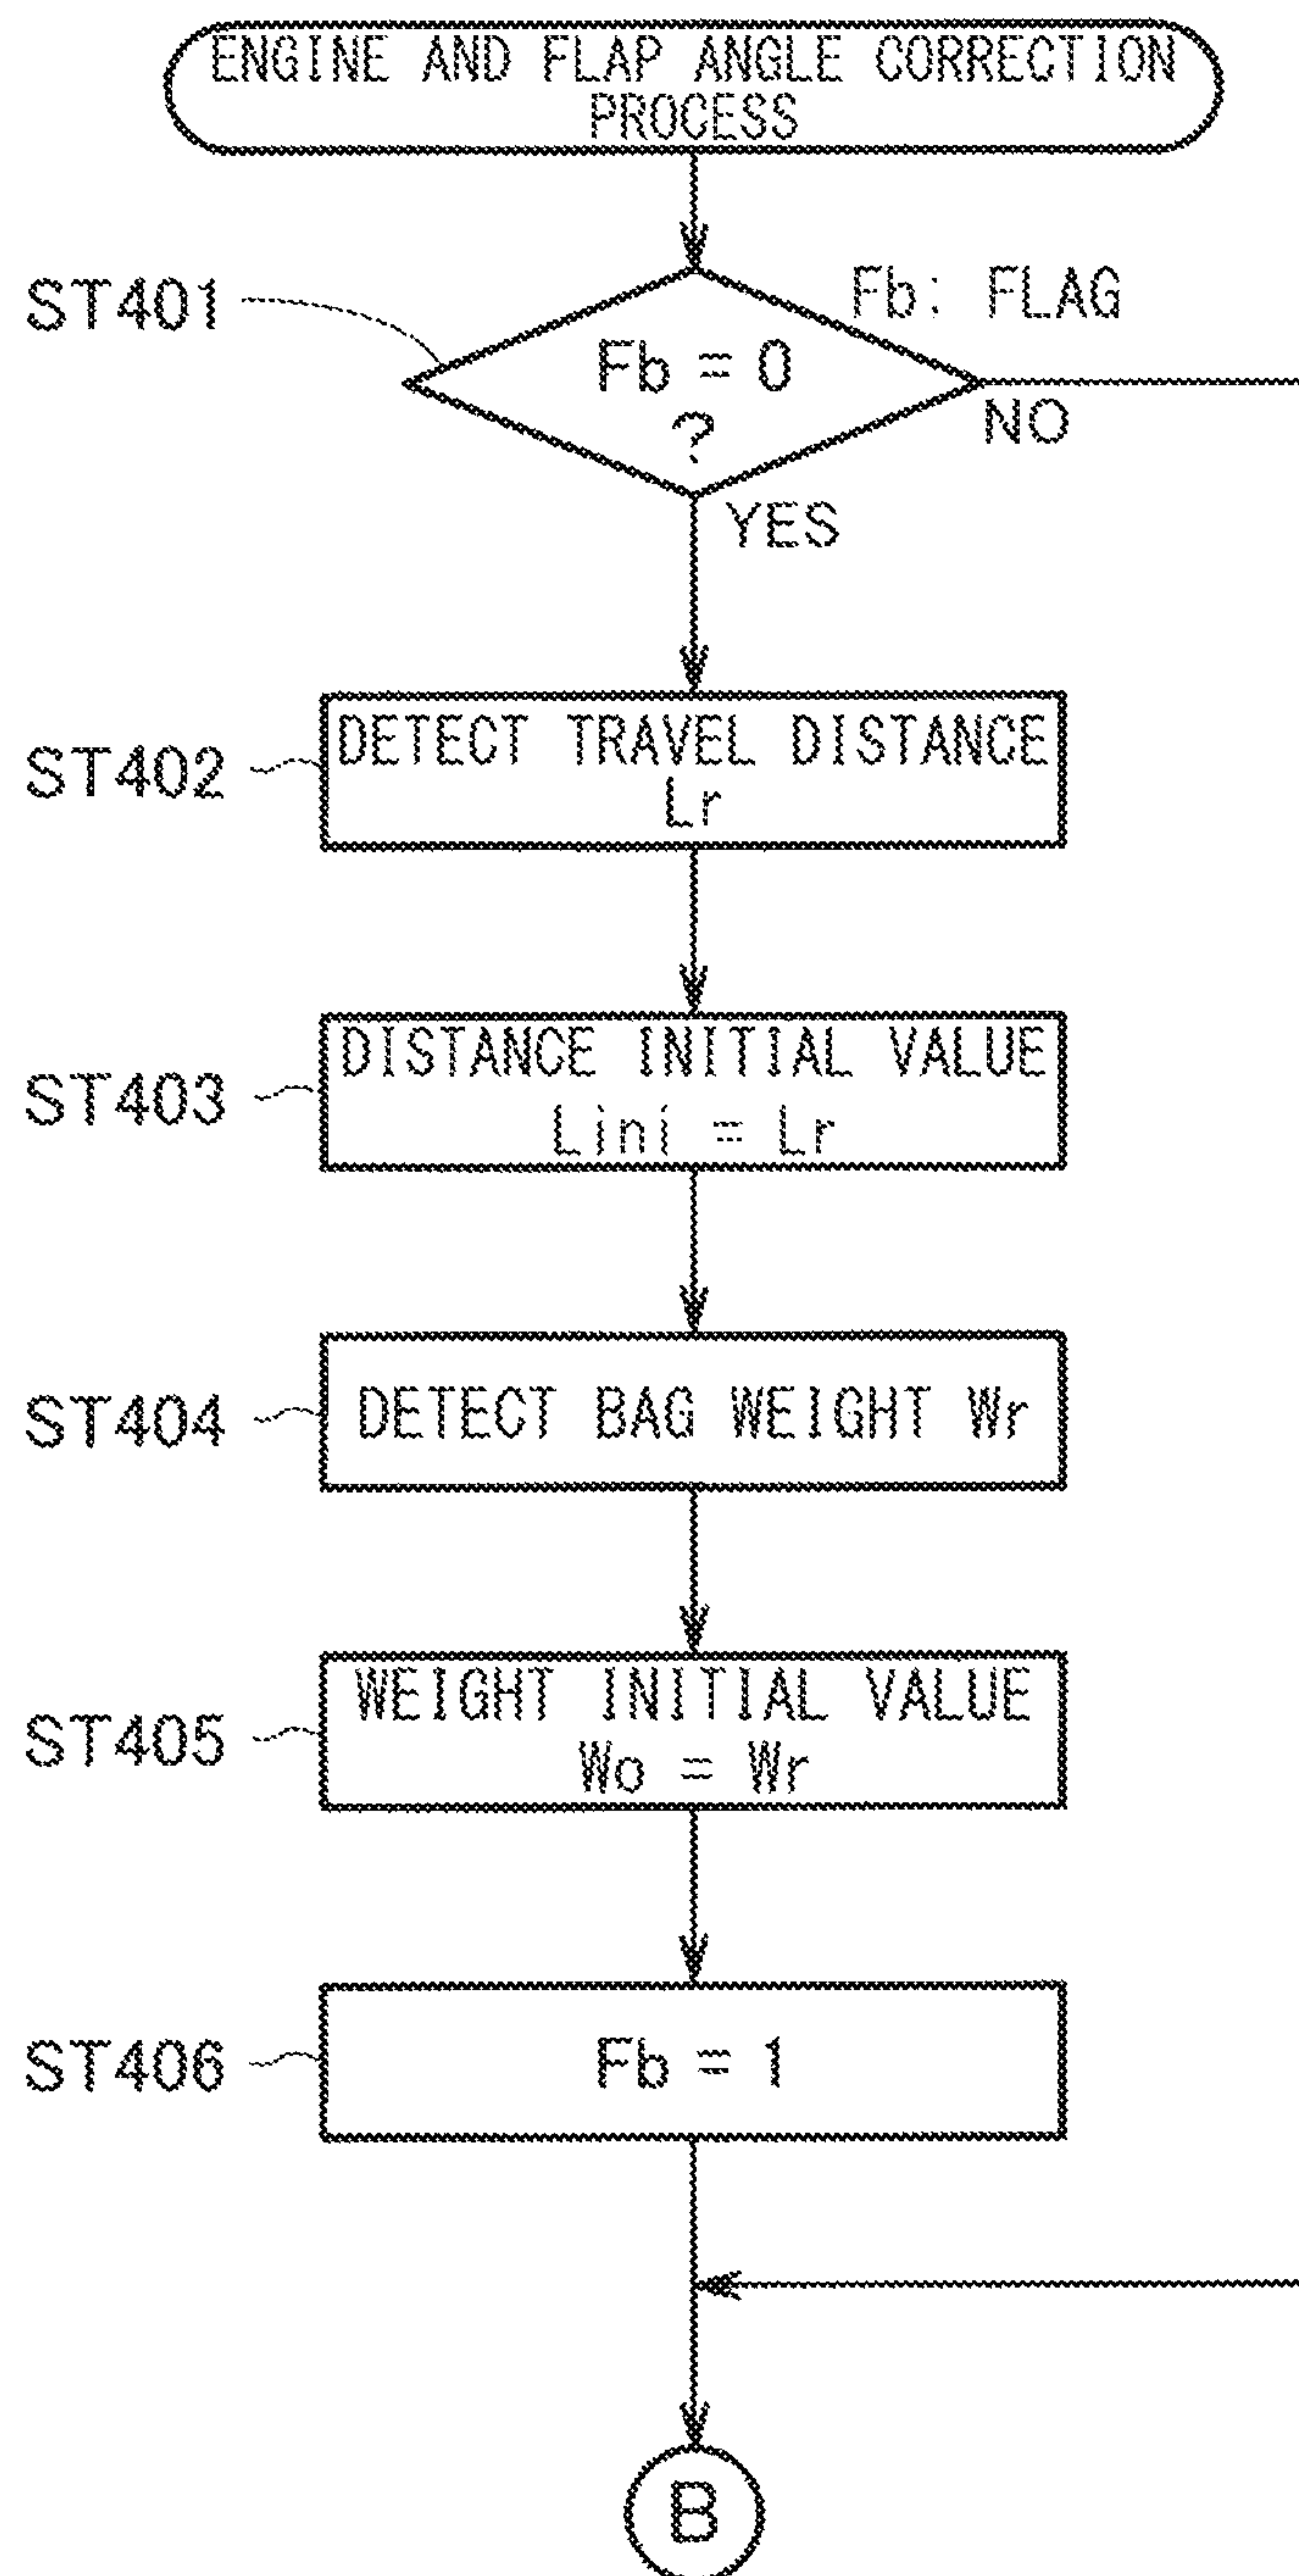 ENGINE AND FLAP ANGLE CORRECTION
PROCESS
ST401
Fb: FLAG
Fb = 0
?
NO
YES
ST402
DETECT TRAVEL DISTANCE
Lr
ST403
DISTANCE INITIAL VALUE
Lini = Lr
ST404
DETECT BAG WEIGHT Wr
ST405
WEIGHT INITIAL VALUE
Wo = Wr
ST406
Fb = 1
B